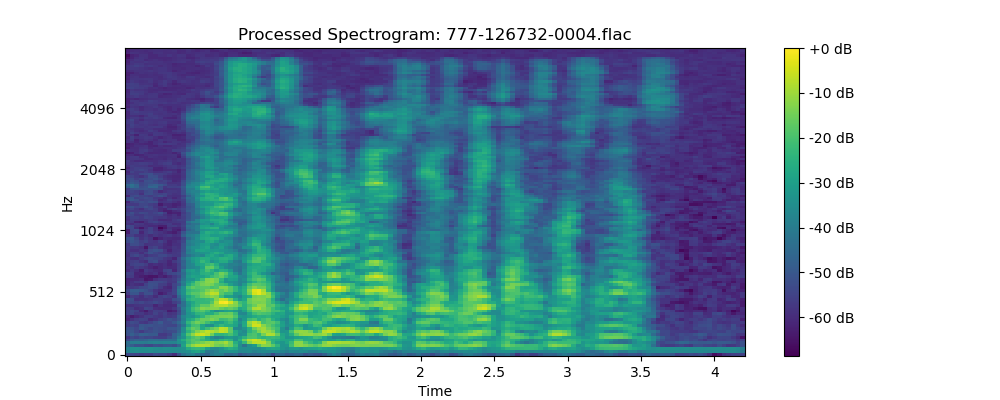 Processed Spectrogram: 777-126732-0004.flac
Hz
4096
2048
1024
512
0
0 0.5 1 1.5 2 2.5 3 3.5 4
Time
+0 dB
-10 dB
-20 dB
-30 dB
-40 dB
-50 dB
-60 dB